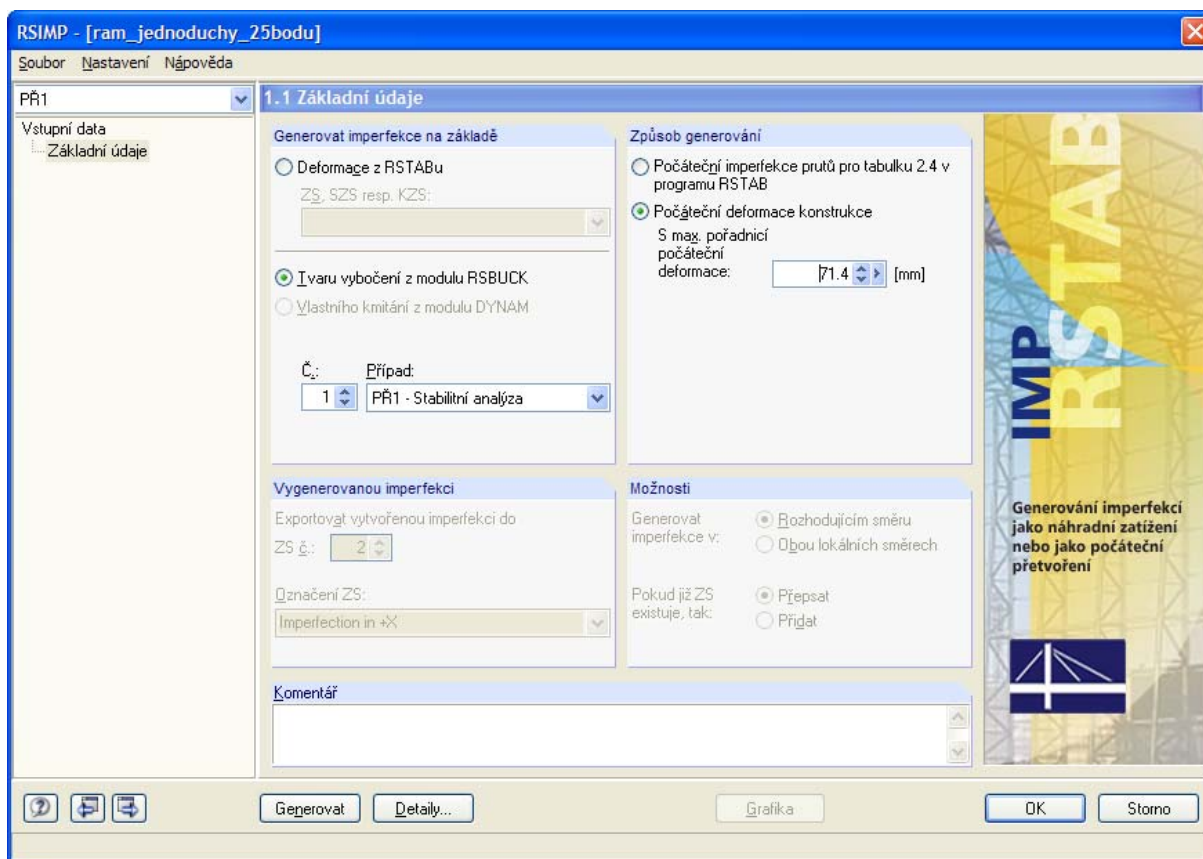 RSIMP - [ram_jednoduchy_25bodu]
Soubor Nastavení Nápověda
PŘ1
Vstupní data
Základní údaje
1.1 Základní údaje
Generovat imperfekce na základě
Deformace z RSTABu
ZS, SZS resp. KZS:
Tvaru vybočení z modulu RSBUCK
Vlastního kmitání z modulu DYNAM
Č.: Případ:
1 PŘ1 - Stabilitní analýza
Způsob generování
Počáteční imperfekce prutů pro tabulku 2.4 v
programu RSTAB
Počáteční deformace konstrukce
S max. pořadnicí
počáteční
deformace: 71.4 [mm]
Vygenerovanou imperfekci
Exportovat vytvořenou imperfekci do
ZS č.: 2
Označení ZS:
Imperfection in +X
Možnosti
Generovat
imperfekce v:
Rozhodujícím směru
Obou lokálních směrech
Pokud již ZS
existuje, tak:
Přepsat
Přidat
Komentář
RSTAB
IMP
Generování imperfekcí
jako náhradní zatížení
nebo jako počáteční
přetvoření
Generovat Detaily... Grafika OK Storno